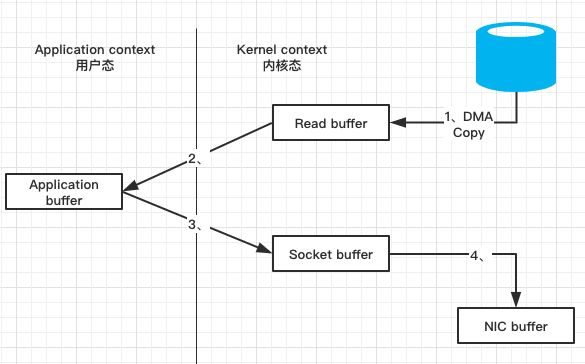 Application context
用户态
Kernel context
内核态
1、DMA
Copy
Read buffer
2、
Application
buffer
3、
Socket buffer
4、
NIC buffer